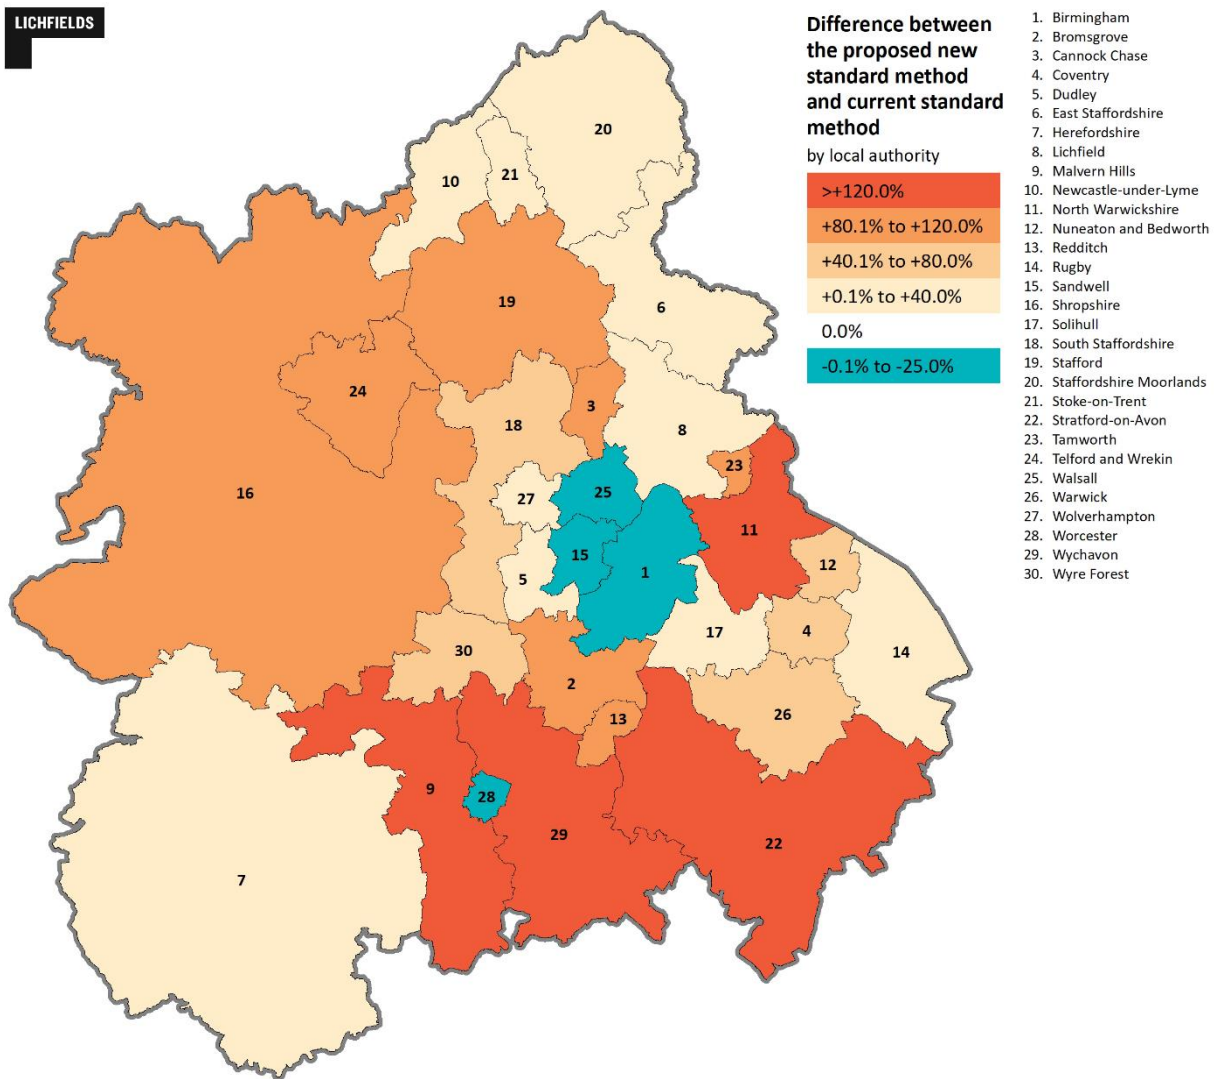 LICHFIELDS
Difference between
the proposed new
standard method
and current standard
method
by local authority
>+120.0%
+80.1% to +120.0%
+40.1% to +80.0%
+0.1% to +40.0%
0.0%
-0.1% to -25.0%
1. Birmingham
2. Bromsgrove
3. Cannock Chase
4. Coventry
5. Dudley
6. East Staffordshire
7. Herefordshire
8. Lichfield
9. Malvern Hills
10. Newcastle-under-Lyme
11. North Warwickshire
12. Nuneaton and Bedworth
13. Redditch
14. Rugby
15. Sandwell
16. Shropshire
17. Solihull
18. South Staffordshire
19. Stafford
20. Staffordshire Moorlands
21. Stoke-on-Trent
22. Stratford-on-Avon
23. Tamworth
24. Telford and Wrekin
25. Walsall
26. Warwick
27. Wolverhampton
28. Worcester
29. Wychavon
30. Wyre Forest
20
10
21
19
6
24
3
18
8
23
16
27
25
11
15
12
5
1
17
4
30
14
2
13
26
9
28
29
22
7